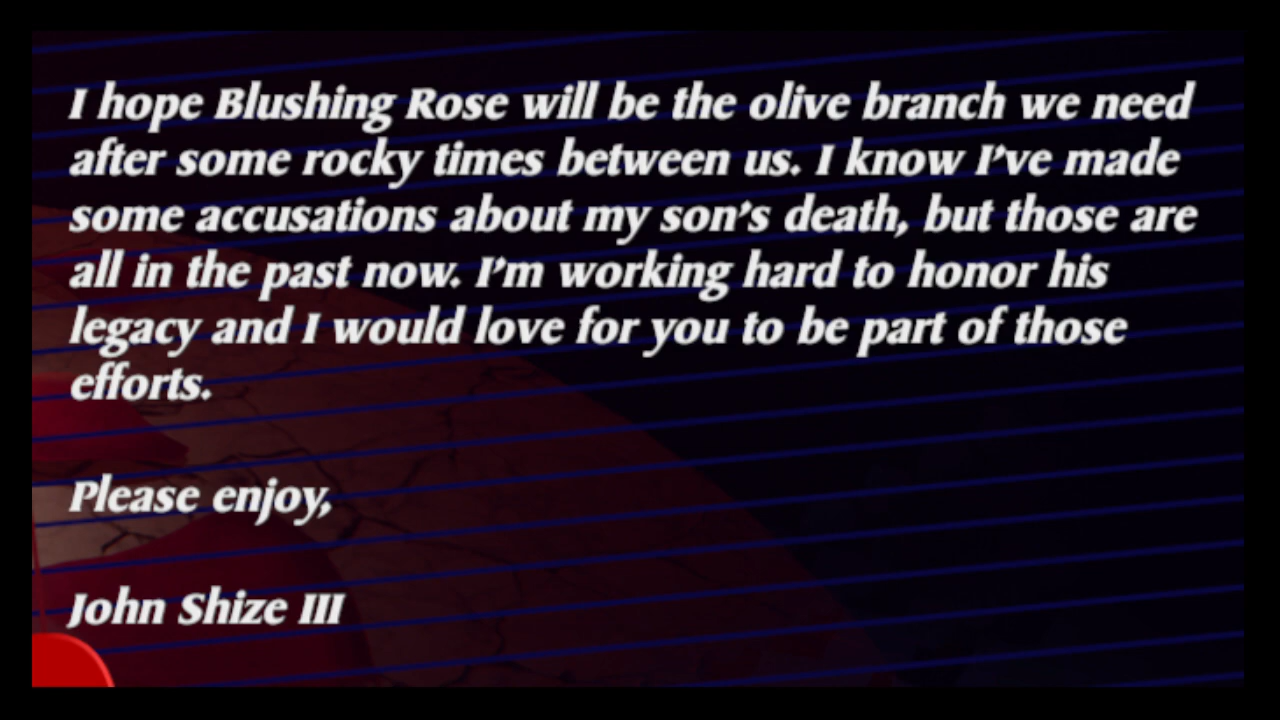 I hope Blushing Rose will be the olive branch we need
after some rocky times between us. I know I’ve made
some accusations about my son’s death, but those are
all in the past now. I’m working hard to honor his
legacy and I would love for you to be part of those
efforts.
Please enjoy,
John Shize III